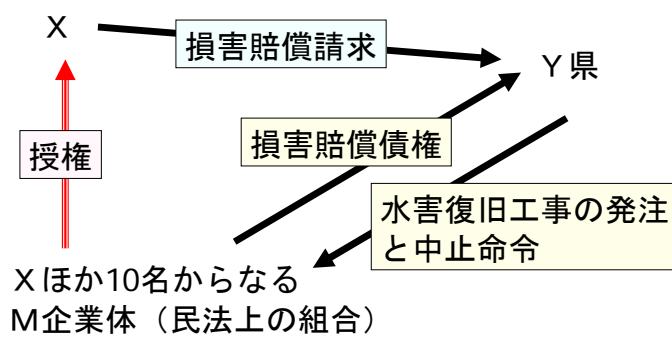 X
損害賠償請求
Y県
授権
損害賠償債権
水害復旧工事の発注
と中止命令
Xほか10名からなる
M企業体（民法上の組合）